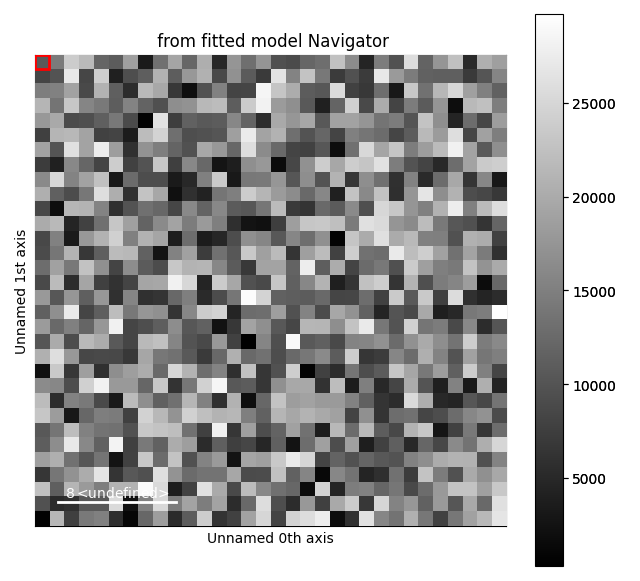 from fitted model Navigator
25000
20000
15000
10000
5000
Unnamed 1st axis
8 <undefined>
Unnamed 0th axis